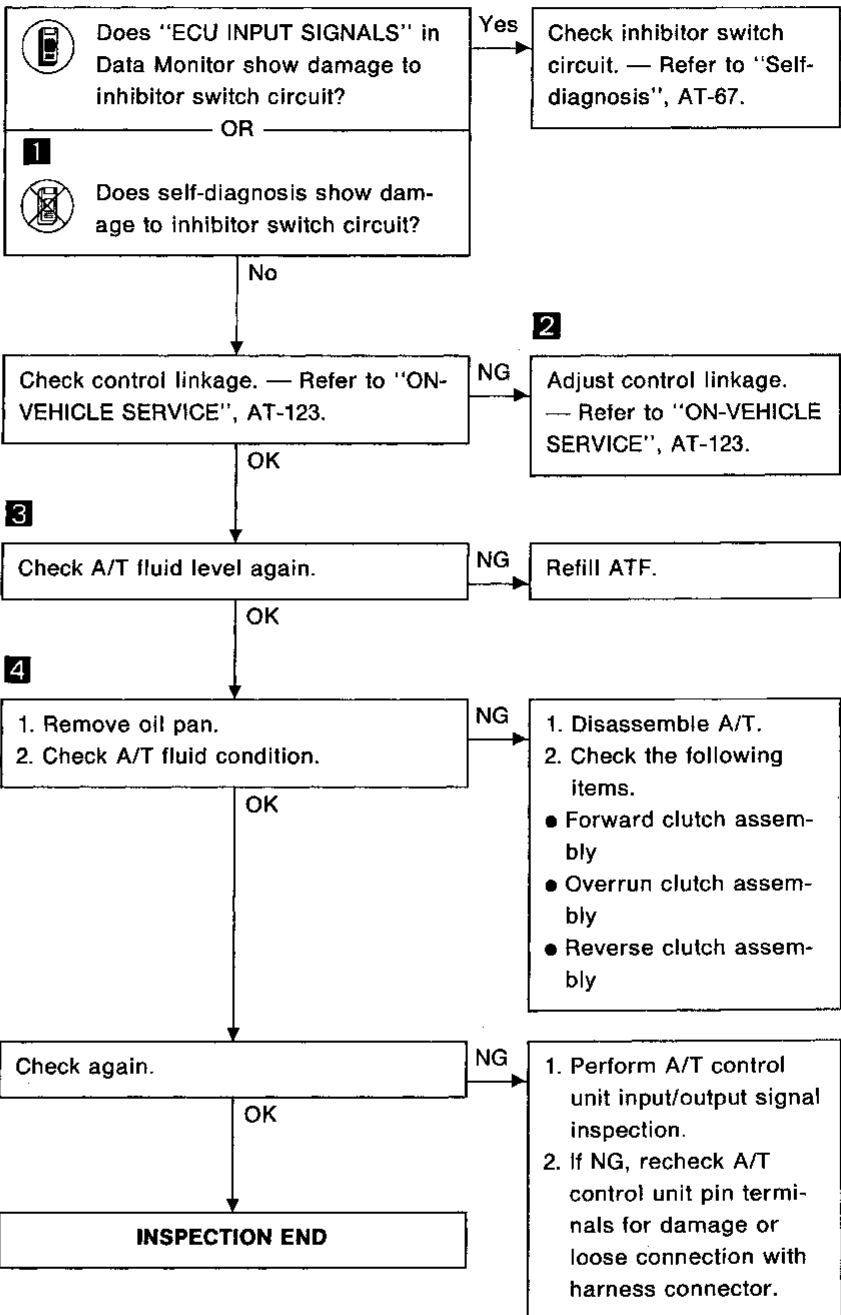 Does "ECU INPUT SIGNALS" in
Data Monitor show damage to
inhibitor switch circuit?
Yes
Check inhibitor switch
circuit. — Refer to "Self-
diagnosis", AT-67.
OR
1
Does self-diagnosis show dam-
age to inhibitor switch circuit?
No
Check control linkage. — Refer to "ON-
VEHICLE SERVICE", AT-123.
NG
2
Adjust control linkage.
— Refer to "ON-VEHICLE
SERVICE", AT-123.
OK
3
Check A/T fluid level again.
NG
Refill ATF.
OK
4
1. Remove oil pan.
2. Check A/T fluid condition.
NG
1. Disassemble A/T.
2. Check the following
items.
● Forward clutch assem-
bly
● Overrun clutch assem-
bly
● Reverse clutch assem-
bly
OK
Check again.
NG
1. Perform A/T control
unit input/output signal
inspection.
2. If NG, recheck A/T
control unit pin termi-
nals for damage or
loose connection with
harness connector.
OK
INSPECTION END